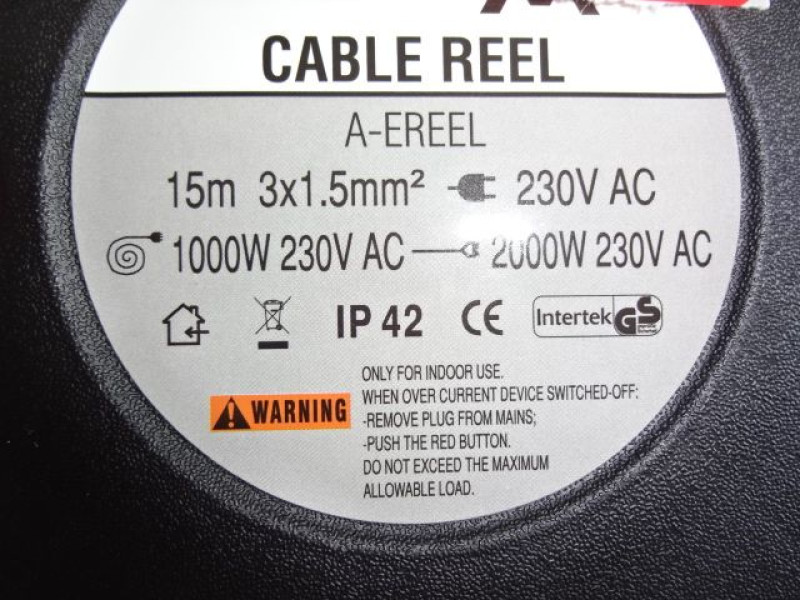 CABLE REEL
A-EREEL
15m 3x1.5mm² 230V AC
1000W 230V AC 2000W 230V AC
IP 42 CE Intertek GS
WARNING
ONLY FOR INDOOR USE.
WHEN OVER CURRENT DEVICE SWITCHED-OFF:
-REMOVE PLUG FROM MAINS;
-PUSH THE RED BUTTON.
DO NOT EXCEED THE MAXIMUM
ALLOWABLE LOAD.